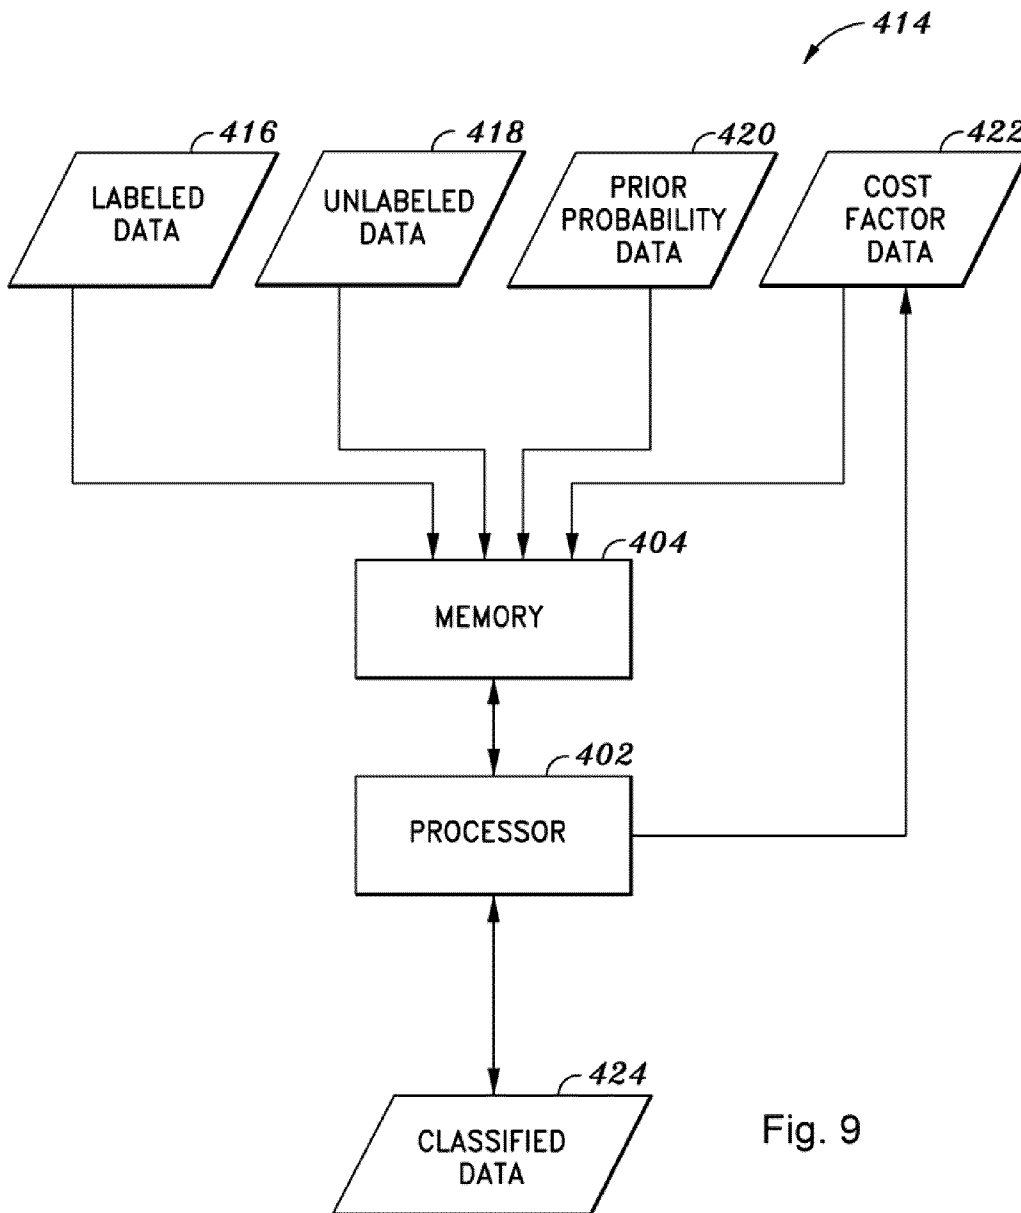 414
416
418
420
422
LABELED
DATA
UNLABELED
DATA
PRIOR
PROBABILITY
DATA
COST
FACTOR
DATA
404
MEMORY
402
PROCESSOR
424
CLASSIFIED
DATA
Fig. 9